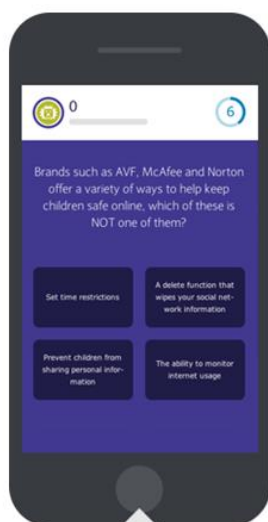 0
6
Brands such as AVF, McAfee and Norton
offer a variety of ways to help keep
children safe online, which of these is
NOT one of them?
Set time restrictions
A delete function that
wipes your social net-
work information
Prevent children from
sharing personal infor-
mation
The ability to monitor
internet usage